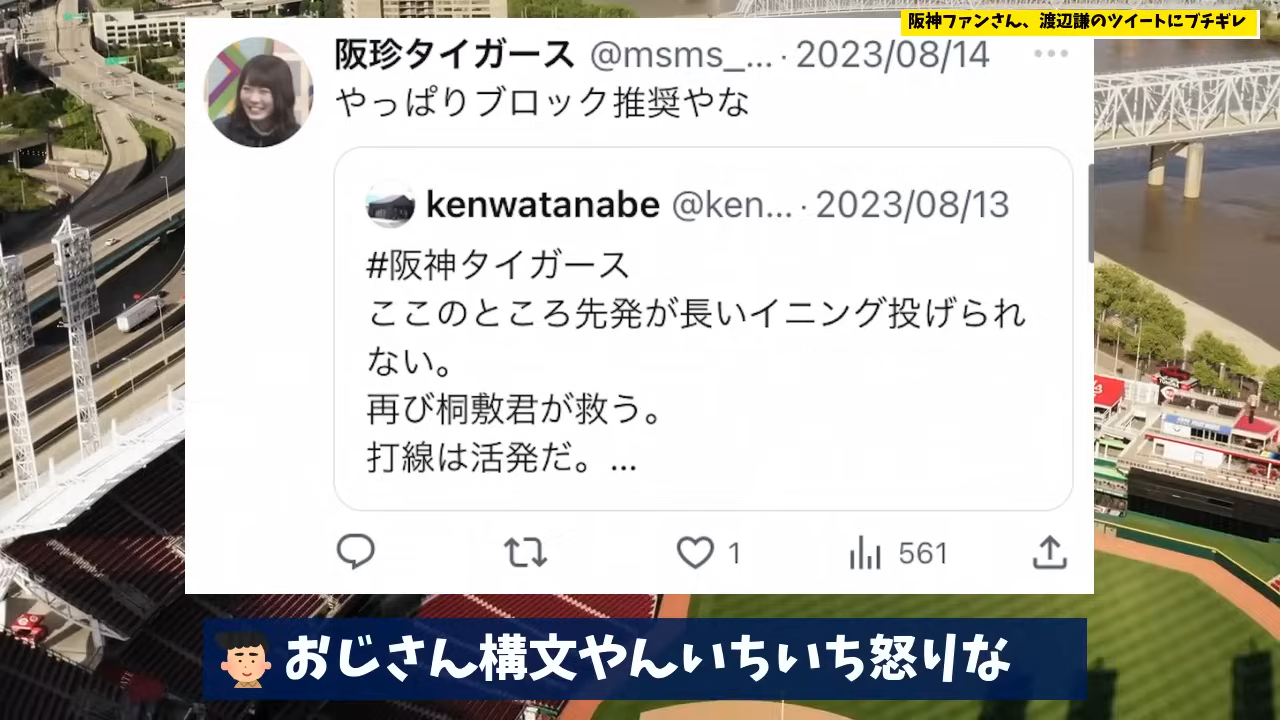 阪神ファンさん、渡辺謙のツイートにブチギレ
阪珍タイガース @msms_... · 2023/08/14
やっぱりブロック推奨やな
kenwatanabe @ken... · 2023/08/13
#阪神タイガース
ここのところ先発が長いイニング投げられ
ない。
再び桐敷君が救う。
打線は活発だ。...
1 561
おじさん構文やんいちいち怒りな